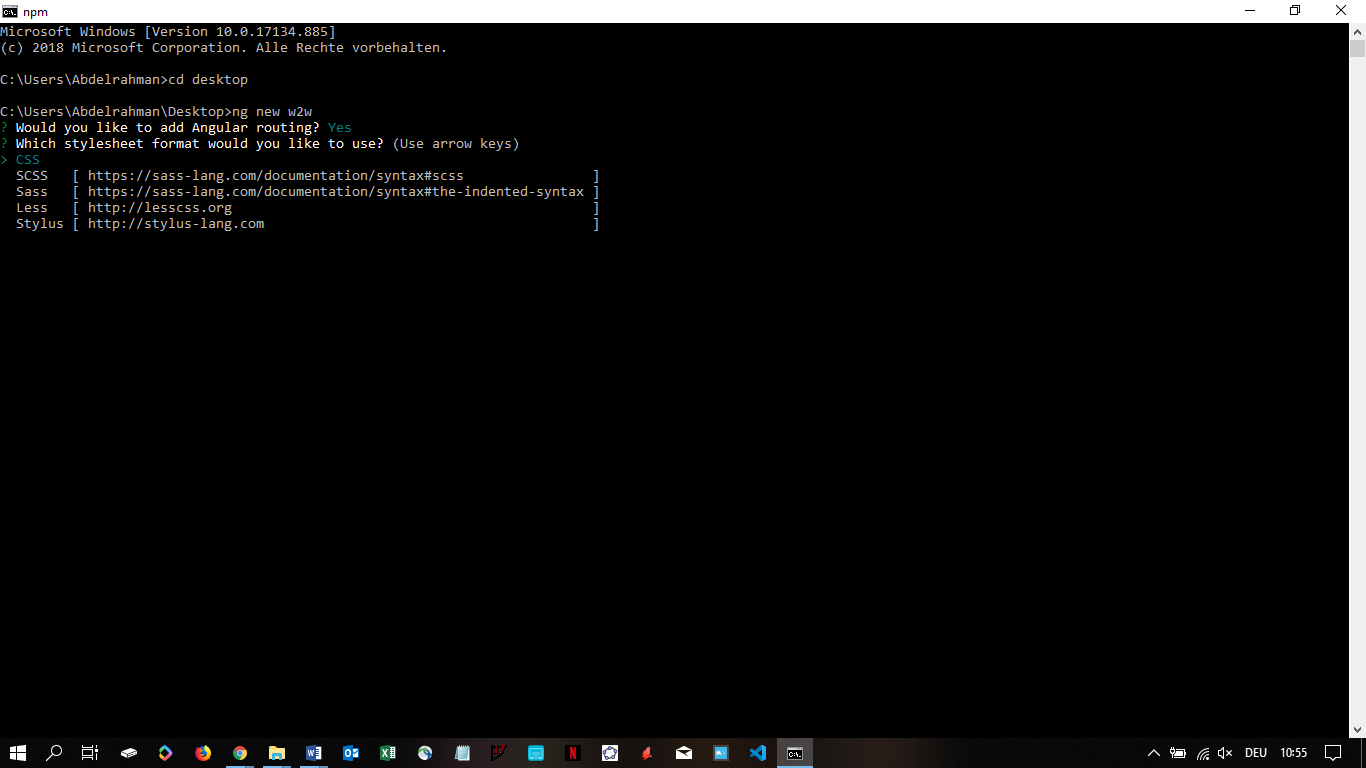 npm
Microsoft Windows [Version 10.0.17134.885]
(c) 2018 Microsoft Corporation. Alle Rechte vorbehalten.
C:\Users\Abdelrahman>cd desktop
C:\Users\Abdelrahman\Desktop>ng new w2w
? Would you like to add Angular routing? Yes
? Which stylesheet format would you like to use? (Use arrow keys)
> CSS
SCSS [ https://sass-lang.com/documentation/syntax#scss ]
Sass [ https://sass-lang.com/documentation/syntax#the-indented-syntax ]
Less [ http://lesscss.org ]
Stylus [ http://stylus-lang.com ]
DEU 10:55